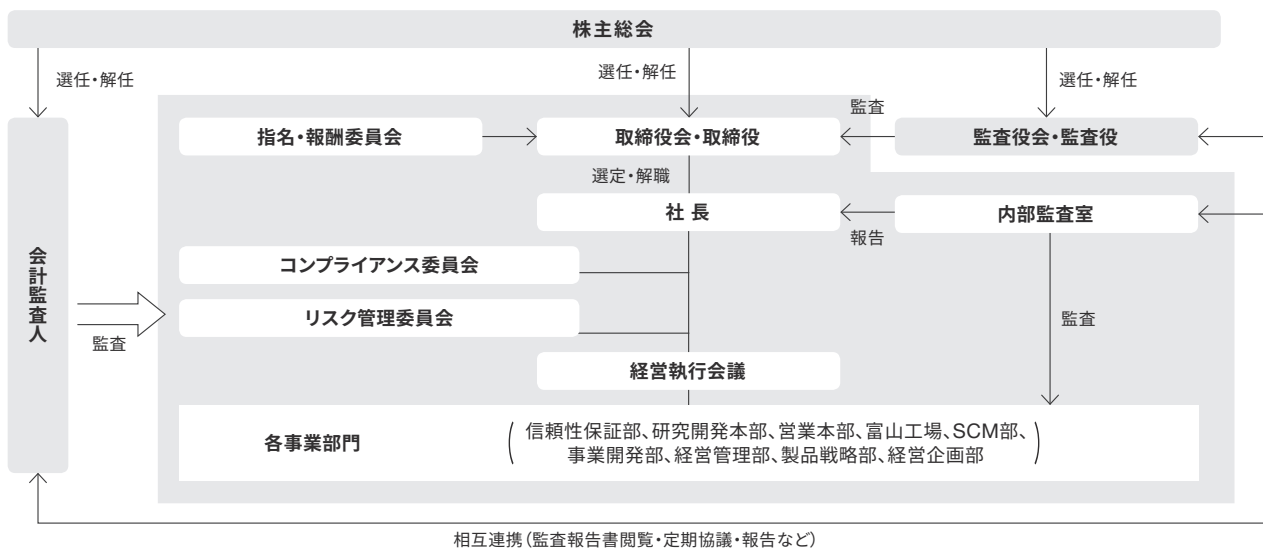 株主総会
選任・解任
選任・解任
選任・解任
監査
指名・報酬委員会
取締役会・取締役
監査役会・監査役
選定・解職
社 長
内部監査室
報告
会計監査人
コンプライアンス委員会
リスク管理委員会
監査
監査
経営執行会議
各事業部門
(信頼性保証部、研究開発本部、営業本部、富山工場、SCM部、
事業開発部、経営管理部、製品戦略部、経営企画部)
相互連携(監査報告書閲覧・定期協議・報告など)